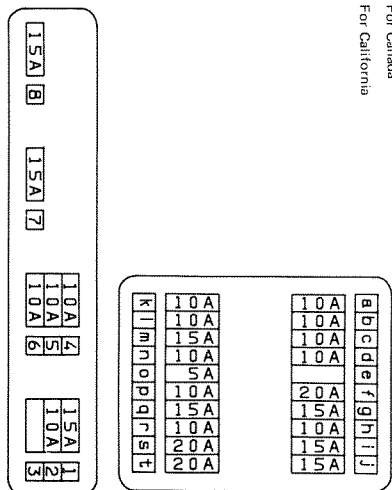 For Canada
For California
a b c d e f g h i j
10A
10A
10A
10A
20A
15A
10A
15A
15A
10A
10A
15A
10A
5A
10A
15A
10A
20A
20A
k l m n o p q r s t
15A 8
15A 7
10A 4
10A 5
10A 6
15A 1
10A 2
3